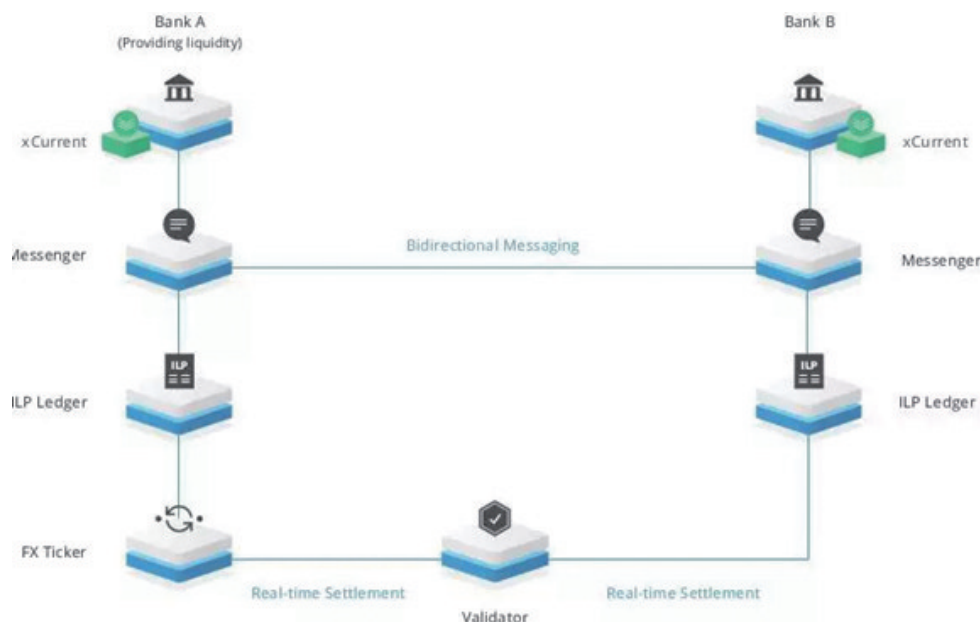 Bank A
(Providing liquidity)
Bank B
xCurrent
xCurrent
Messenger
Bidirectional Messaging
Messenger
ILP
ILP
ILP Ledger
ILP Ledger
FX Ticker
Real-time Settlement
Real-time Settlement
Validator